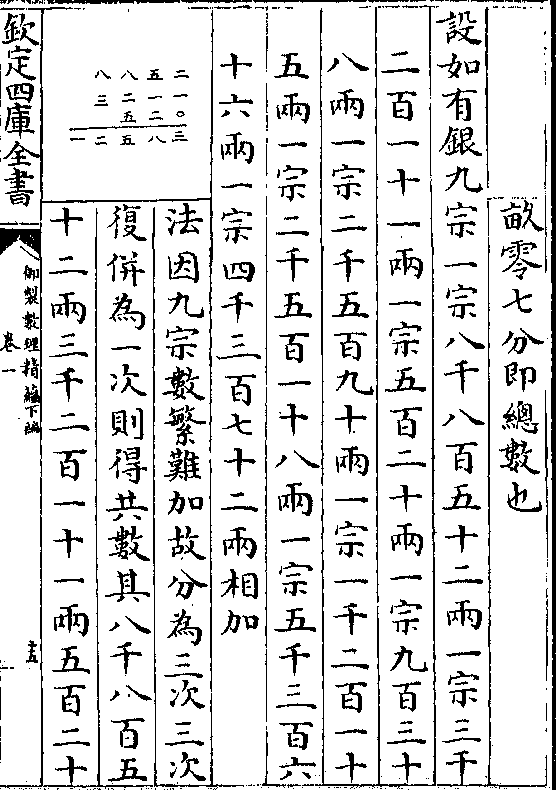 畝零七分即總數也
設如有銀九宗一宗八千八百五十二兩一宗三千
二百一十一兩一宗五百二十兩一宗九百三十
八兩一宗二千五百九十兩一宗一千二百一十
五兩一宗二千五百一十八兩一宗五千三百六
十六兩一宗四千三百七十二兩相加
八八五二
三二一一
五二〇
一二五八三
法因九宗數繁難加故分為三次三次
復併為一次則得共數其八千八百五
十二兩三千二百一十一兩五百二十
欽定四庫全書
御製數理精蘊下編
卷一
十五